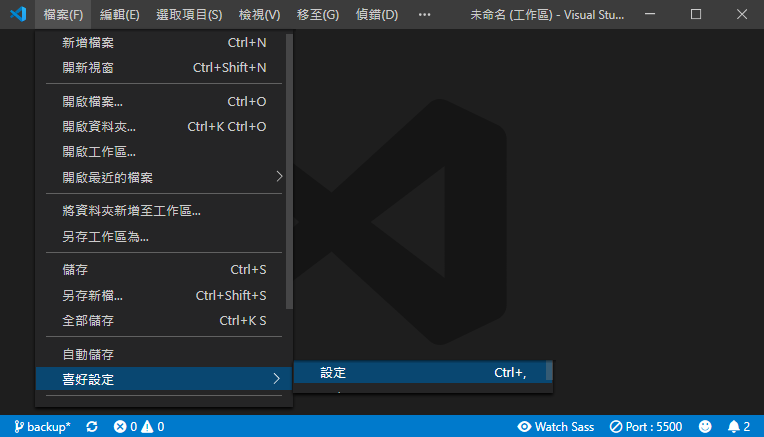 檔案(F) 編輯(E) 選取項目(S) 檢視(V) 移至(G) 偵錯(D) ··· 未命名 (工作區) - Visual Stu...
新增檔案 Ctrl+N
開新視窗 Ctrl+Shift+N
開啟檔案... Ctrl+O
開啟資料夾... Ctrl+K Ctrl+O
開啟工作區...
開啟最近的檔案
將資料夾新增至工作區...
另存工作區為...
儲存 Ctrl+S
另存新檔... Ctrl+Shift+S
全部儲存 Ctrl+K S
自動儲存
喜好設定 設定 Ctrl+,
backup* 0 0 Watch Sass Port : 5500 2